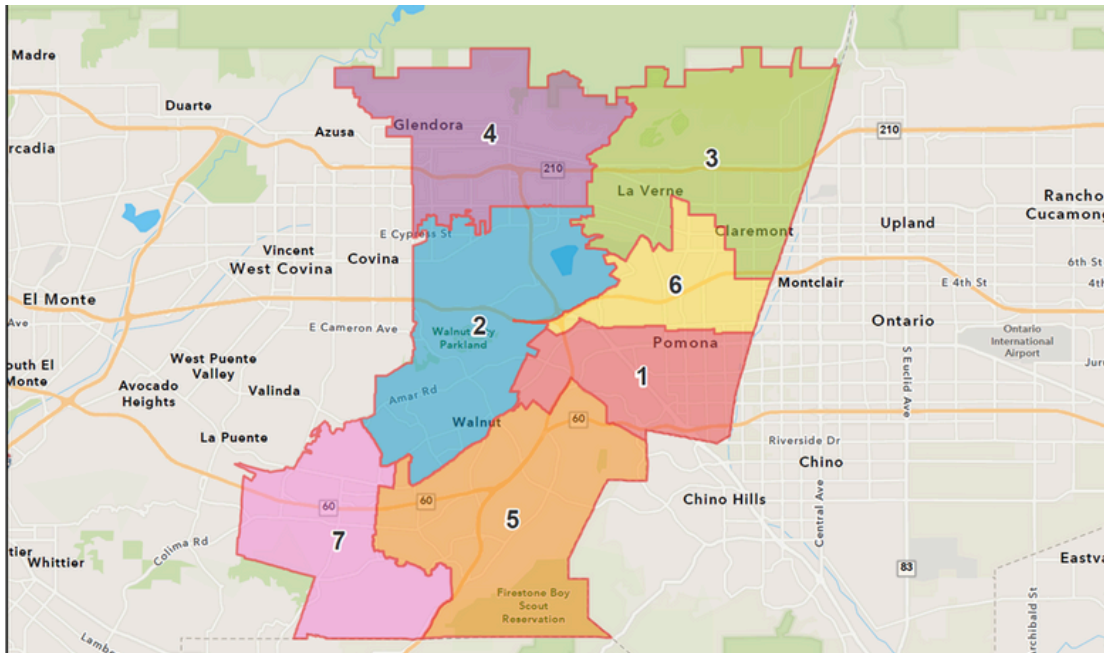 Madre
Duarte
Azusa
Glendora
4
210
3
210
rcadia
La Verne
Rancho
Cucamong
Upland
Claremont
E Cypress St
Vincent
West Covina
Covina
6th St
El Monte
6
Montclair
E 4th St
4th
Ave
E Cameron Ave
2
Parkland
Pomona
Ontario
Ontario
International
Airport
outh El
Monte
West Puente
Valley
Avocado
Heights
Valinda
Amar Rd
1
S Euclid Ave
Juru
Walnut
60
La Puente
Riverside Dr
Chino
60
60
5
Chino Hills
Central Ave
7
Colima Rd
tier
Whittier
83
Eastva
Firestone Boy
Scout
Reservation
Archibald St
Lamb